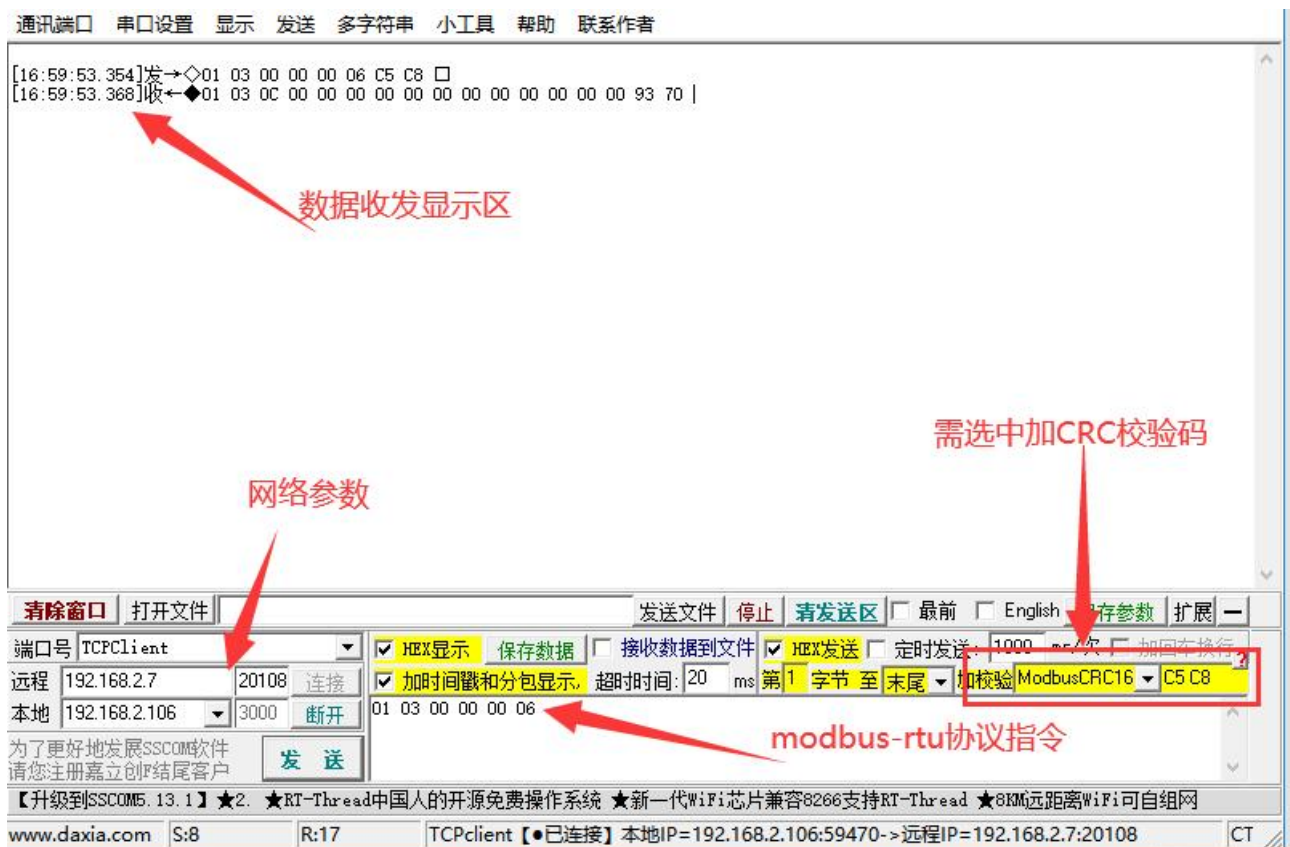 通讯端口 串口设置 显示 发送 多字符串 小工具 帮助 联系作者
[16:59:53.354]发→◇01 03 00 00 00 06 C5 C8 □
[16:59:53.368]收←◆01 03 0C 00 00 00 00 00 00 00 00 00 00 00 00 93 70
数据收发显示区
需选中加CRC校验码
网络参数
清除窗口 打开文件 发送文件 停止 清发送区 最前 English 保存参数 扩展 —
端口号 TCPClient HEX显示 保存数据 接收数据到文件 HEX发送 定时发送: 1000 ms/次 加回车换行
远程 192.168.2.7 20108 连接 加时间戳和分包显示, 超时时间: 20 ms 第 1 字节 至 末尾 加校验 ModbusCRC16 C5 C8 ?
本地 192.168.2.106 3000 断开 01 03 00 00 00 06
modbus-rtu协议指令
为了更好地发展SSCOM软件
请您注册嘉立创F结尾客户 发 送
【升级到SSCOM5.13.1】★2. ★RT-Thread中国人的开源免费操作系统 ★新一代WiFi芯片兼容8266支持RT-Thread ★8KM远距离WiFi可自组网
www.daxia.com S:8 R:17 TCPclient【●已连接】本地IP=192.168.2.106:59470->远程IP=192.168.2.7:20108 CT